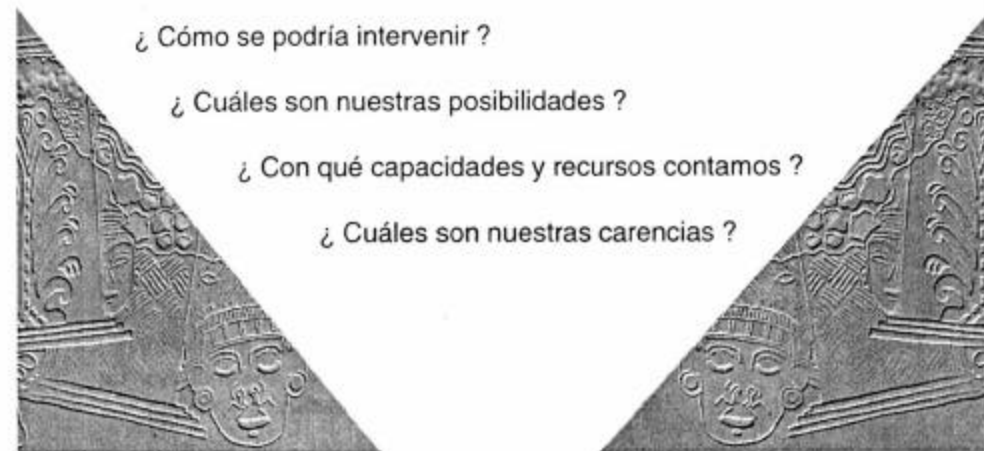 ¿ Cómo se podría intervenir ?
¿ Cuáles son nuestras posibilidades ?
¿ Con qué capacidades y recursos contamos ?
¿ Cuáles son nuestras carencias ?